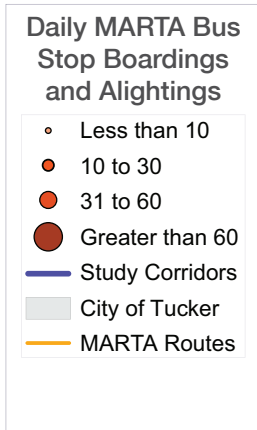 Daily MARTA Bus
Stop Boardings
and Alightings
Less than 10
10 to 30
31 to 60
Greater than 60
Study Corridors
City of Tucker
MARTA Routes